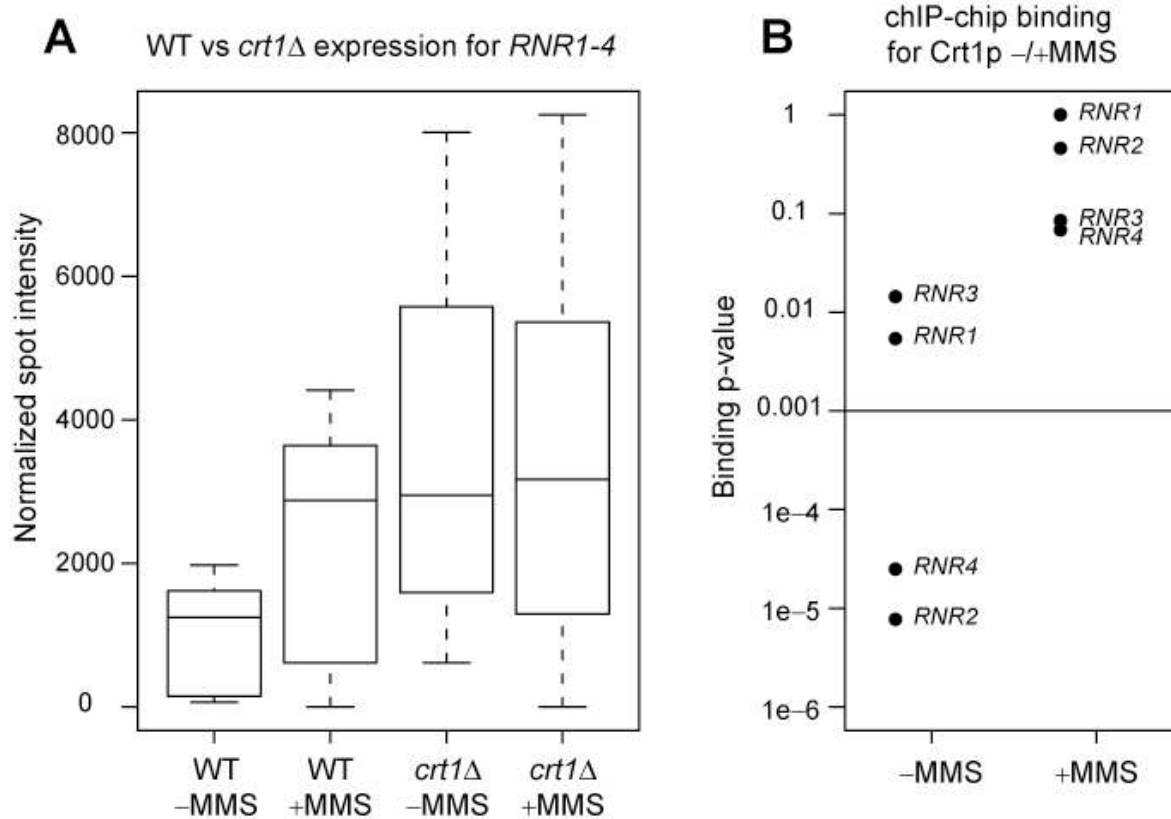 A
WT vs crt1Δ expression for RNR1-4
Normalized spot intensity
8000
6000
4000
2000
0
WT
−MMS
WT
+MMS
crt1Δ
−MMS
crt1Δ
+MMS
B
chIP-chip binding
for Crt1p −/+MMS
Binding p-value
1
0.1
0.01
0.001
1e−4
1e−5
1e−6
RNR1
RNR2
RNR3
RNR4
RNR3
RNR1
RNR4
RNR2
−MMS
+MMS